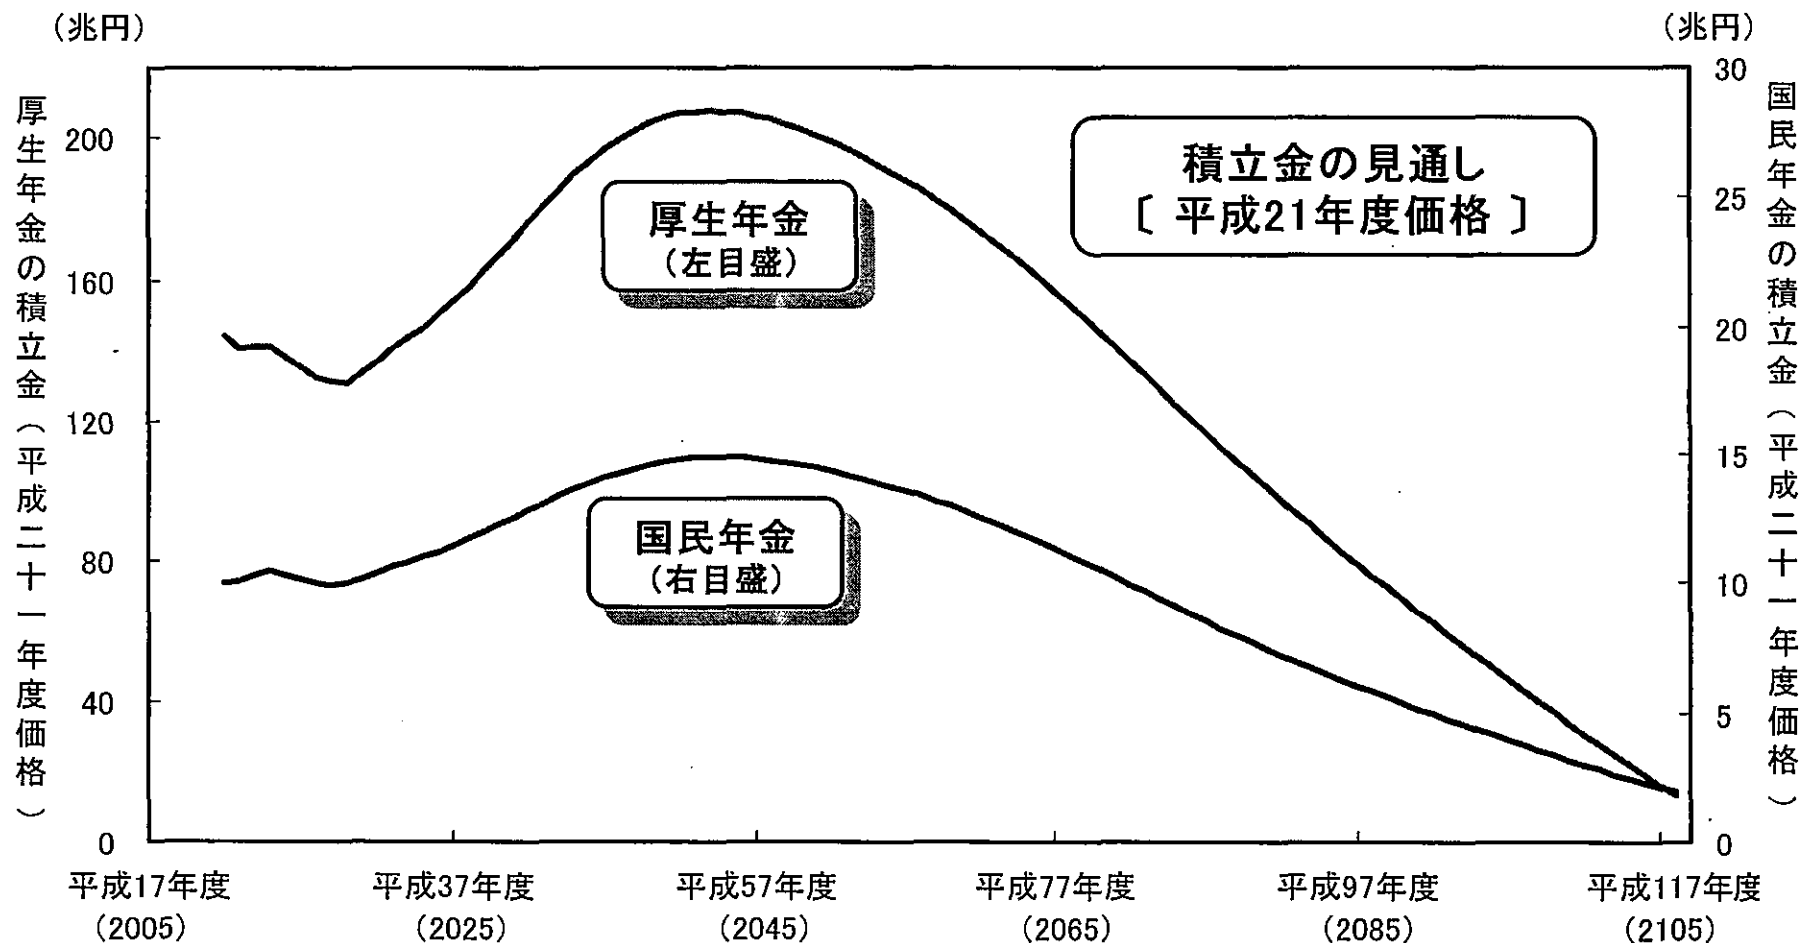 （兆円）
（兆円）
厚生年金の積立金（平成二十一年度価格）
200
160
120
80
40
0
積立金の見通し
〔 平成21年度価格 〕
厚生年金
（左目盛）
国民年金
（右目盛）
30
25
20
15
10
5
0
国民年金の積立金（平成二十一年度価格）
平成17年度
（2005）
平成37年度
（2025）
平成57年度
（2045）
平成77年度
（2065）
平成97年度
（2085）
平成117年度
（2105）